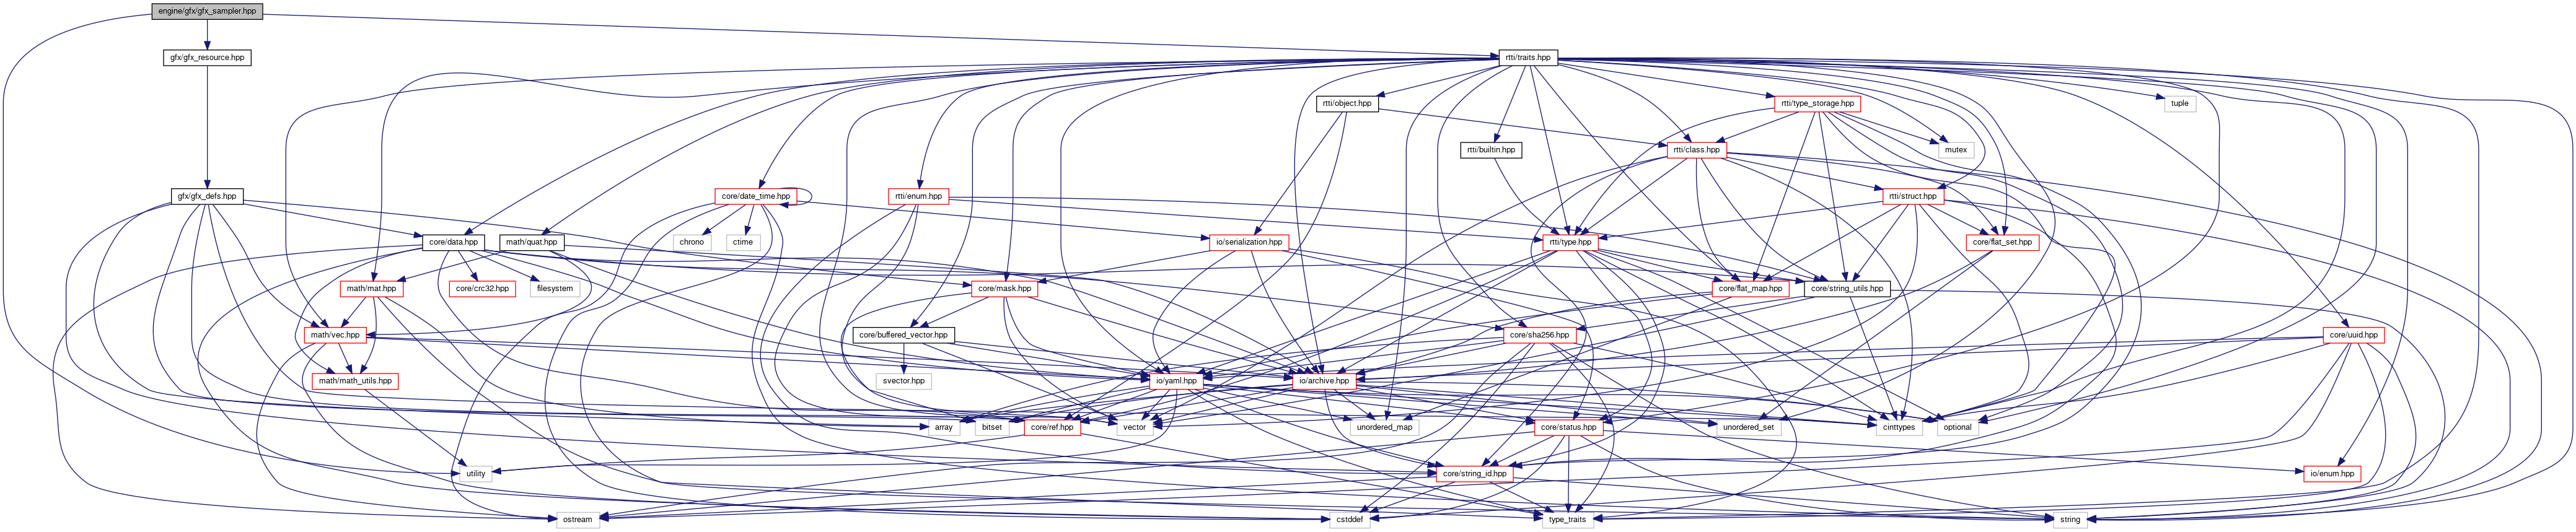 engine/gfx/gfx_sampler.hpp
gfx/gfx_resource.hpp
rtti/traits.hpp
rtti/object.hpp
rtti/type_storage.hpp
tuple
rtti/builtin.hpp
rtti/class.hpp
mutex
gfx/gfx_defs.hpp
core/date_time.hpp
rtti/enum.hpp
rtti/struct.hpp
core/data.hpp
math/quat.hpp
chrono
ctime
io/serialization.hpp
rtti/type.hpp
core/flat_set.hpp
math/mat.hpp
core/crc32.hpp
filesystem
core/mask.hpp
core/flat_map.hpp
core/string_utils.hpp
math/vec.hpp
core/buffered_vector.hpp
core/sha256.hpp
core/uuid.hpp
math/math_utils.hpp
svector.hpp
io/yaml.hpp
io/archive.hpp
array
bitset
core/ref.hpp
vector
unordered_map
core/status.hpp
unordered_set
cinttypes
optional
utility
core/string_id.hpp
io/enum.hpp
ostream
cstddef
type_traits
string